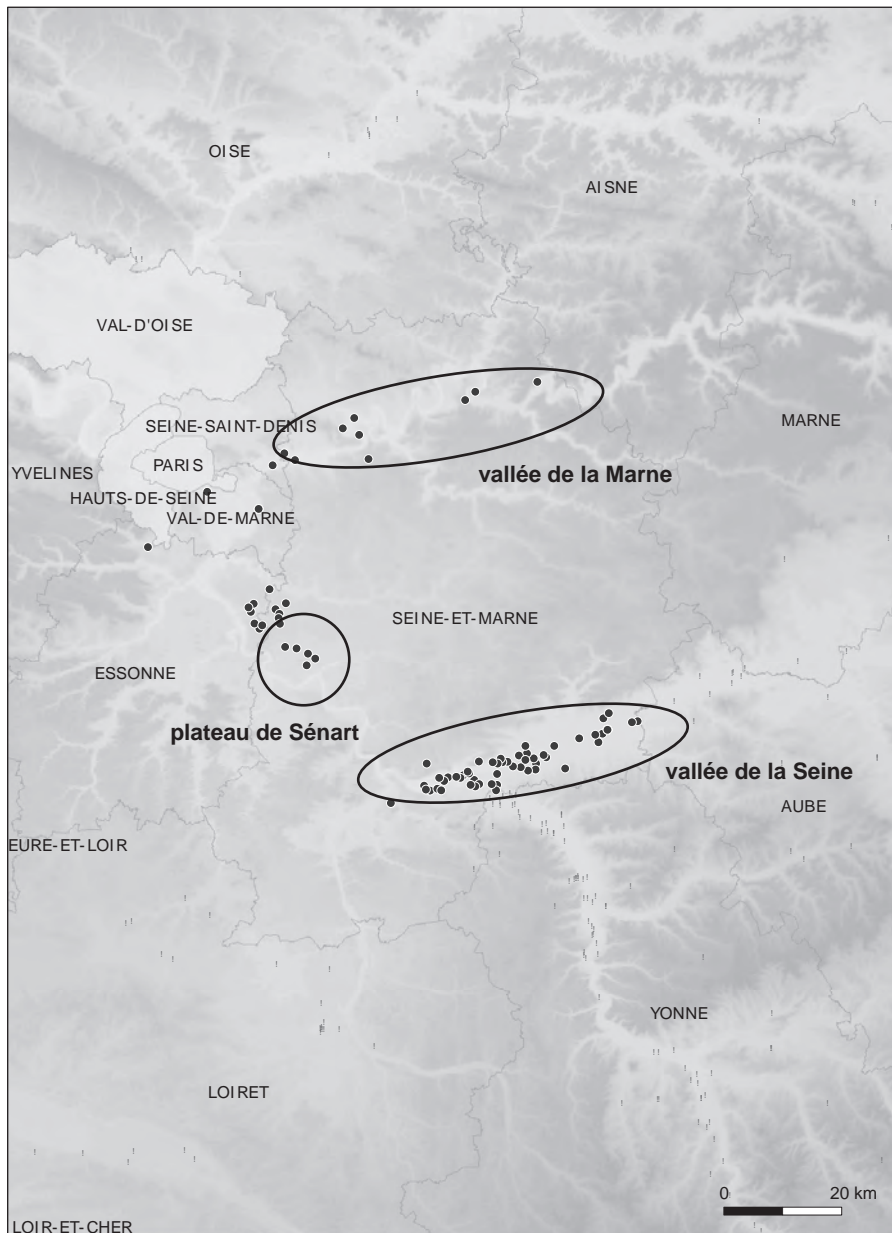 OISE
AISNE
VAL-D'OISE
SEINE-SAINT-DENIS
MARNE
PARIS
YVELINES
vallée de la Marne
HAUTS-DE-SEINE
VAL-DE-MARNE
SEINE-ET-MARNE
ESSONNE
plateau de Sénart
vallée de la Seine
AUBE
EURE-ET-LOIR
YONNE
LOIRET
0 20 km
LOIR-ET-CHER